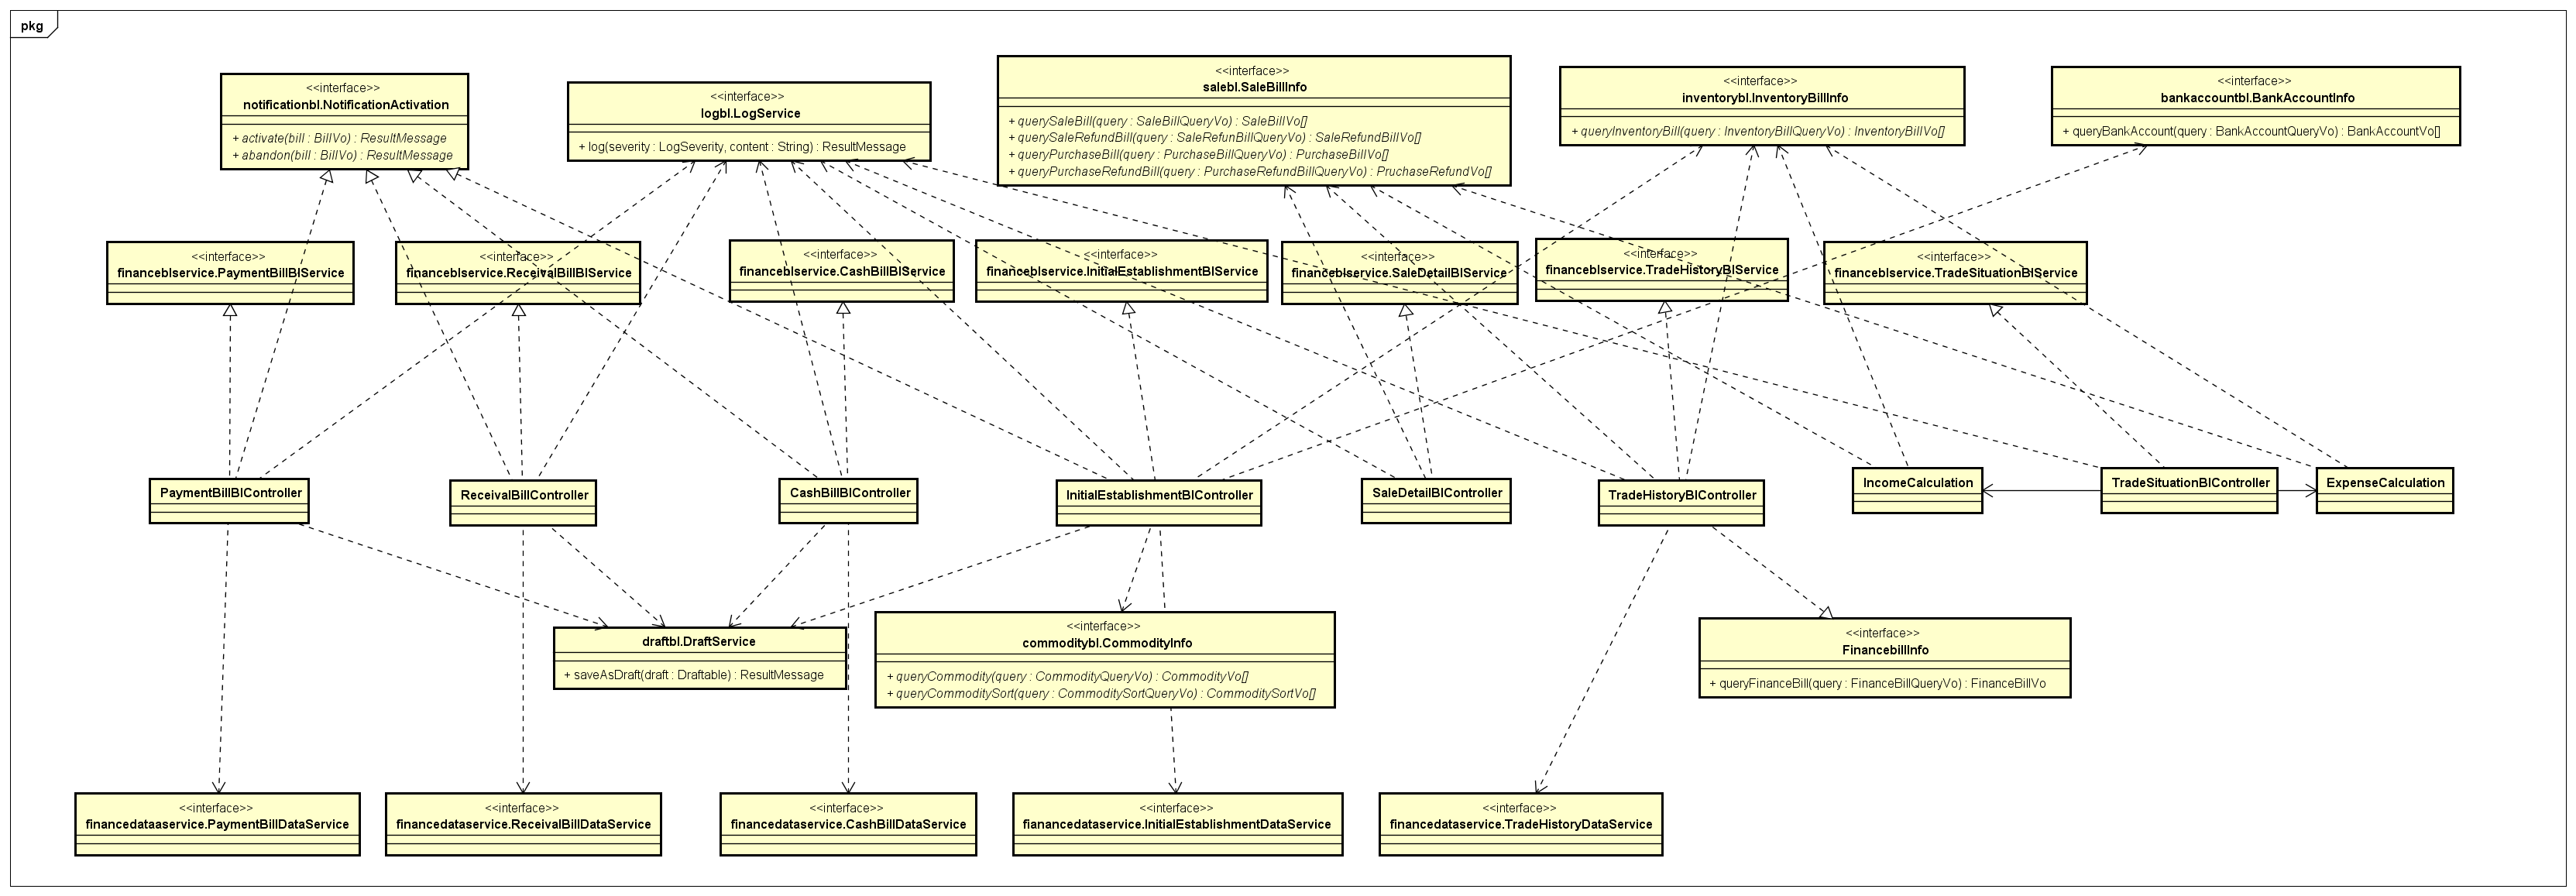 pkg
<<interface>>
notificationbl.NotificationActivation
+ activate(bill : BillVo) : ResultMessage
+ abandon(bill : BillVo) : ResultMessage
<<interface>>
logbl.LogService
+ log(severity : LogSeverity, content : String) : ResultMessage
<<interface>>
salebl.SaleBillInfo
+ querySaleBill(query : SaleBillQueryVo) : SaleBillVo[]
+ querySaleRefundBill(query : SaleRefunBillQueryVo) : SaleRefundBillVo[]
+ queryPurchaseBill(query : PurchaseBillQueryVo) : PurchaseBillVo[]
+ queryPurchaseRefundBill(query : PurchaseRefundBillQueryVo) : PruchaseRefundVo[]
<<interface>>
inventorybl.InventoryBillInfo
+ queryInventoryBill(query : InventoryBillQueryVo) : InventoryBillVo[]
<<interface>>
bankaccountbl.BankAccountInfo
+ queryBankAccount(query : BankAccountQueryVo) : BankAccountVo[]
<<interface>>
financeblservice.PaymentBillBlService
<<interface>>
financeblservice.ReceivalBillBlService
<<interface>>
financeblservice.CashBillBlService
<<interface>>
financeblservice.InitialEstablishmentBlService
<<interface>>
financeblservice.SaleDetailBlService
<<interface>>
financeblservice.TradeHistoryBlService
<<interface>>
financeblservice.TradeSituationBlService
PaymentBillBlController
ReceivalBillController
CashBillBlController
InitialEstablishmentBlController
SaleDetailBlController
TradeHistoryBlController
IncomeCalculation
TradeSituationBlController
ExpenseCalculation
draftbl.DraftService
+ saveAsDraft(draft : Draftable) : ResultMessage
<<interface>>
commoditybl.CommodityInfo
+ queryCommodity(query : CommodityQueryVo) : CommodityVo[]
+ queryCommoditySort(query : CommoditySortQueryVo) : CommoditySortVo[]
<<interface>>
FinancebillInfo
+ queryFinanceBill(query : FinanceBillQueryVo) : FinanceBillVo
<<interface>>
financedataaservice.PaymentBillDataService
<<interface>>
financedataservice.ReceivalBillDataService
<<interface>>
financedataservice.CashBillDataService
<<interface>>
fianancedataservice.InitialEstablishmentDataService
<<interface>>
financedataservice.TradeHistoryDataService